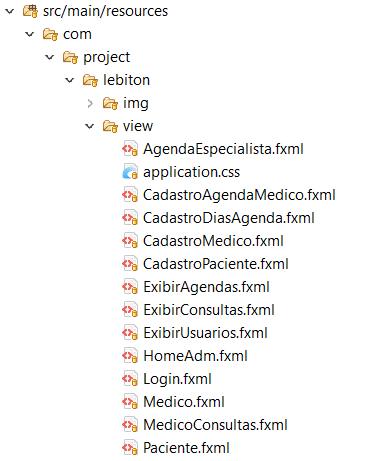 src/main/resources
com
project
lebiton
img
view
AgendaEspecialista.fxml
application.css
CadastroAgendaMedico.fxml
CadastroDiasAgenda.fxml
CadastroMedico.fxml
CadastroPaciente.fxml
ExibirAgendas.fxml
ExibirConsultas.fxml
ExibirUsuarios.fxml
HomeAdm.fxml
Login.fxml
Medico.fxml
MedicoConsultas.fxml
Paciente.fxml